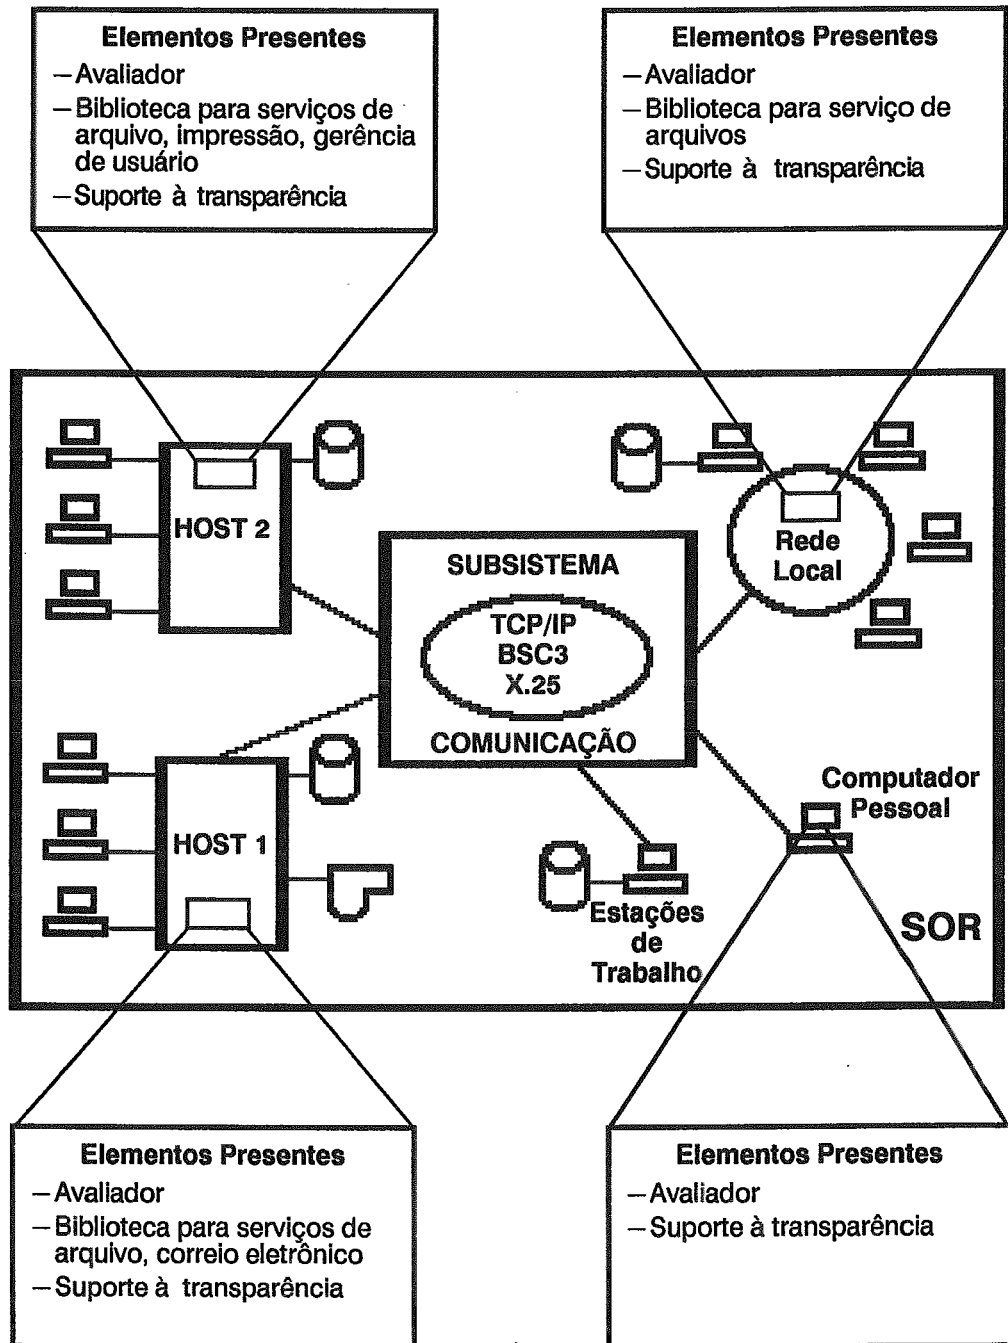 Elementos Presentes
—Avaliador
—Biblioteca para serviços de
arquivo, impressão, gerência
de usuário
—Suporte à transparência
Elementos Presentes
—Avaliador
—Biblioteca para serviço de
arquivos
—Suporte à transparência
HOST 2
SUBSISTEMA
TCP/IP
BSC3
X.25
COMUNICAÇÃO
Rede
Local
HOST 1
Computador
Pessoal
Estações
de
Trabalho
SOR
Elementos Presentes
—Avaliador
—Biblioteca para serviços de
arquivo, correio eletrônico
—Suporte à transparência
Elementos Presentes
—Avaliador
—Suporte à transparência